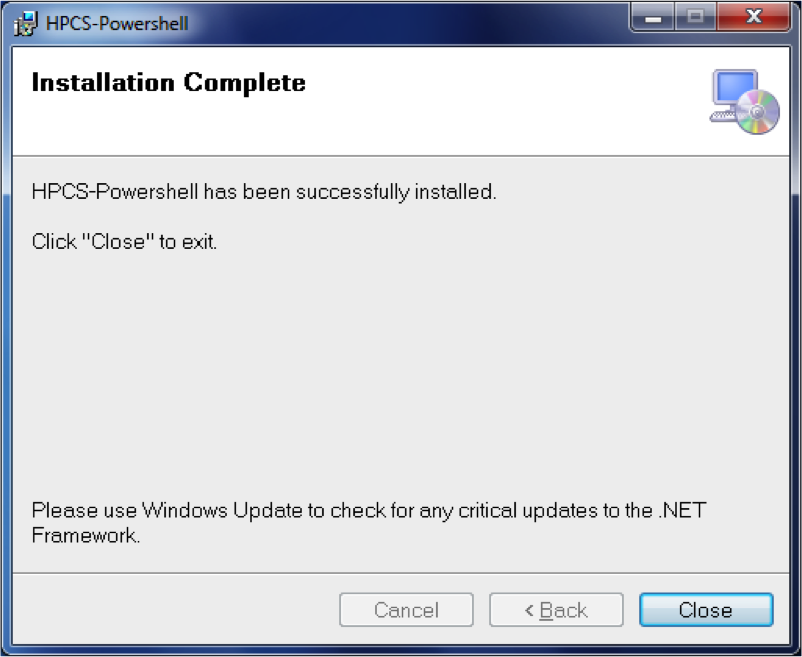 HPCS-Powershell
Installation Complete
HPCS-Powershell has been successfully installed.
Click "Close" to exit.
Please use Windows Update to check for any critical updates to the .NET
Framework.
Cancel
< Back
Close